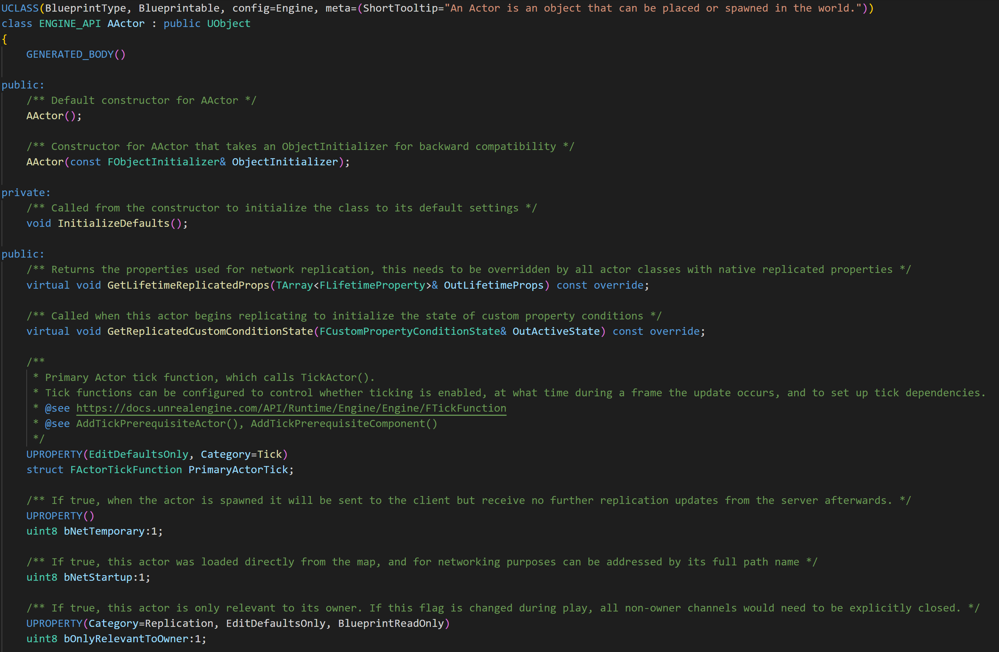 UCLASS(BlueprintType, Blueprintable, config=Engine, meta=(ShortTooltip="An Actor is an object that can be placed or spawned in the world."))
class ENGINE_API AActor : public UObject
{
    GENERATED_BODY()

public:
    /** Default constructor for AActor */
    AActor();

    /** Constructor for AActor that takes an ObjectInitializer for backward compatibility */
    AActor(const FObjectInitializer& ObjectInitializer);

private:
    /** Called from the constructor to initialize the class to its default settings */
    void InitializeDefaults();

public:
    /** Returns the properties used for network replication, this needs to be overridden by all actor classes with native replicated properties */
    virtual void GetLifetimeReplicatedProps(TArray<FLifetimeProperty>& OutLifetimeProps) const override;

    /** Called when this actor begins replicating to initialize the state of custom property conditions */
    virtual void GetReplicatedCustomConditionState(FCustomPropertyConditionState& OutActiveState) const override;

    /**
     * Primary Actor tick function, which calls TickActor().
     * Tick functions can be configured to control whether ticking is enabled, at what time during a frame the update occurs, and to set up tick dependencies.
     * @see https://docs.unrealengine.com/API/Runtime/Engine/Engine/FTickFunction
     * @see AddTickPrerequisiteActor(), AddTickPrerequisiteComponent()
     */
    UPROPERTY(EditDefaultsOnly, Category=Tick)
    struct FActorTickFunction PrimaryActorTick;

    /** If true, when the actor is spawned it will be sent to the client but receive no further replication updates from the server afterwards. */
    UPROPERTY()
    uint8 bNetTemporary:1;

    /** If true, this actor was loaded directly from the map, and for networking purposes can be addressed by its full path name */
    uint8 bNetStartup:1;

    /** If true, this actor is only relevant to its owner. If this flag is changed during play, all non-owner channels would need to be explicitly closed. */
    UPROPERTY(Category=Replication, EditDefaultsOnly, BlueprintReadOnly)
    uint8 bOnlyRelevantToOwner:1;